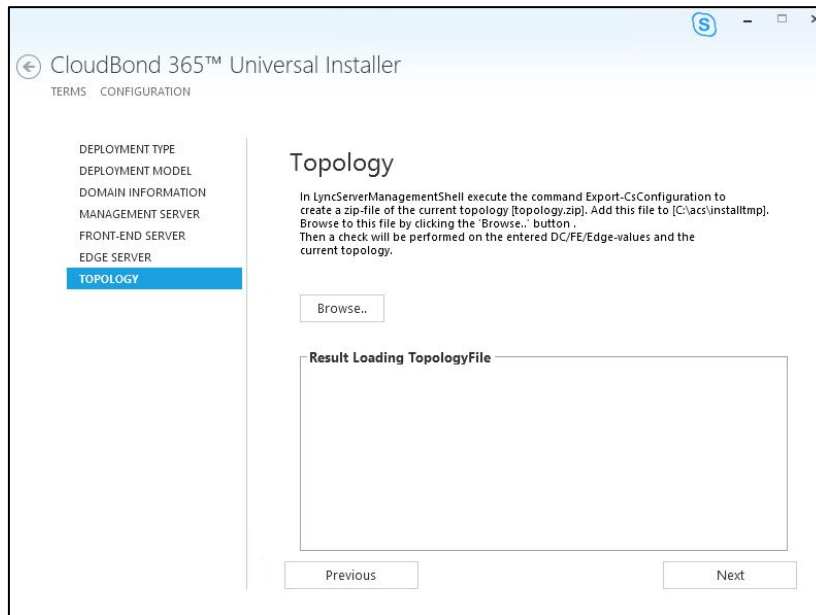 CloudBond 365™ Universal Installer
TERMS CONFIGURATION
DEPLOYMENT TYPE
DEPLOYMENT MODEL
DOMAIN INFORMATION
MANAGEMENT SERVER
FRONT-END SERVER
EDGE SERVER
TOPOLOGY
Topology
In LyncServerManagementShell execute the command Export-CsConfiguration to
create a zip-file of the current topology [topology.zip]. Add this file to [C:\acs\installtmp].
Browse to this file by clicking the 'Browse..' button .
Then a check will be performed on the entered DC/FE/Edge-values and the
current topology.
Browse..
Result Loading TopologyFile
Previous
Next